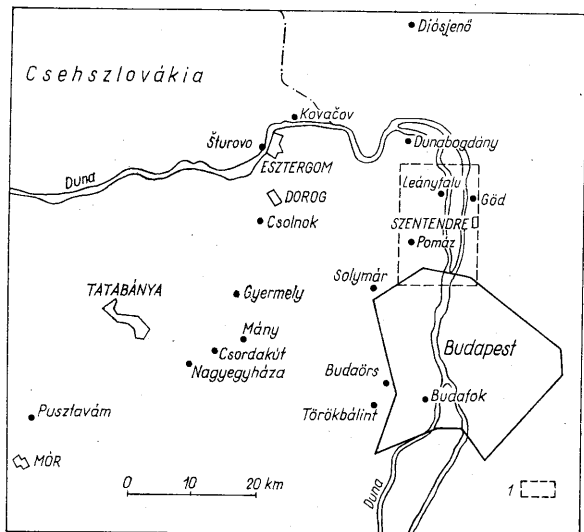 Diósjenő
Csehszlovákia
Kovačov
Šturovo
Dunabogdány
ESZTERGOM
Duna
Leányfalu
DOROG
Göd
SZENTENDRE
Csolnok
Pomáz
Solymár
Gyermely
TATABÁNYA
Mány
Budapest
Csordakút
Nagyegyháza
Budaörs
Budafok
Pusztavám
Törökbálint
MÓR
0 10 20 km
Duna
1